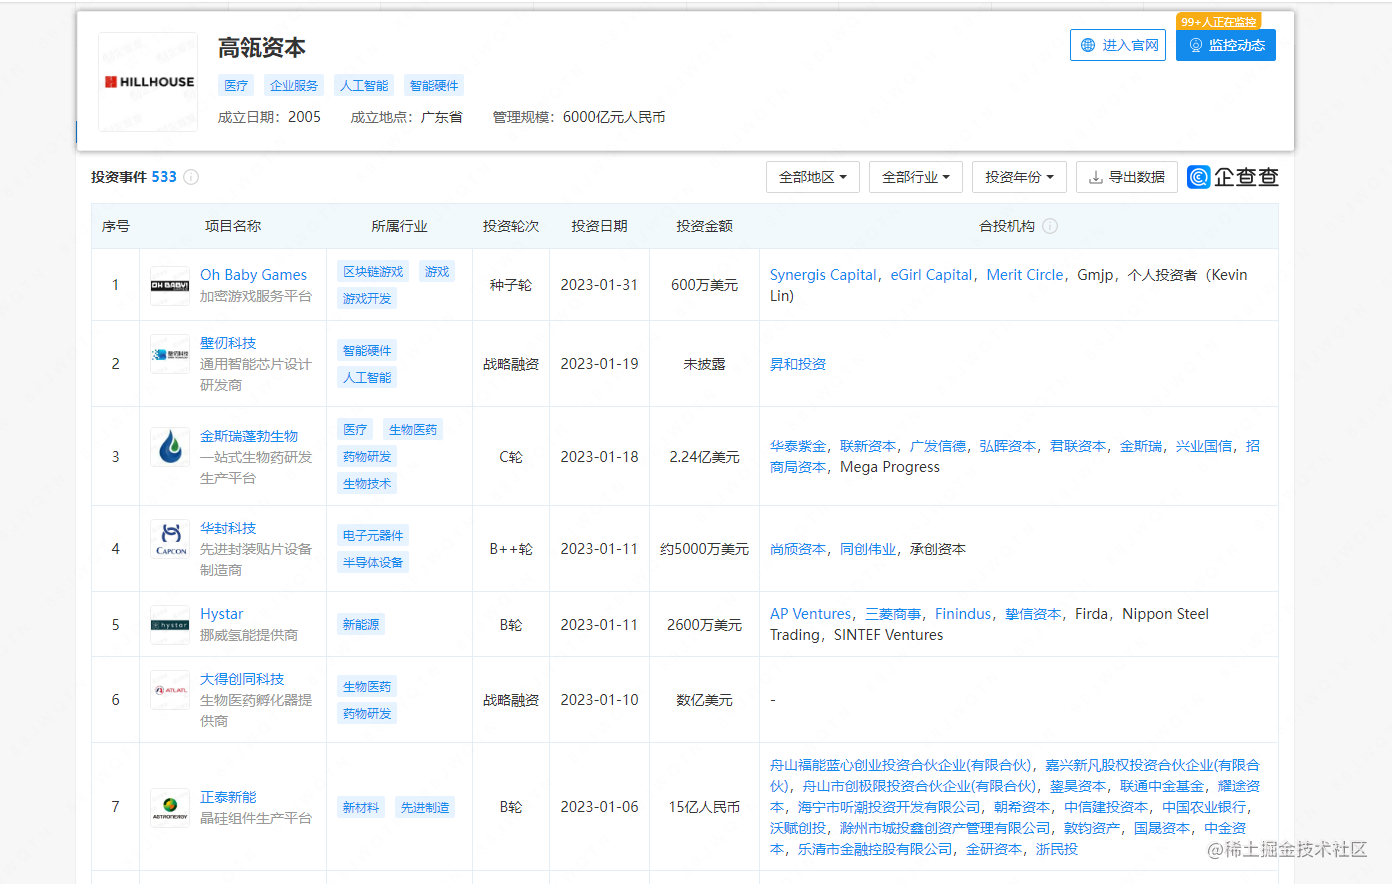 高瓴资本
99+人正在监控
进入官网
监控动态
HILLHOUSE
医疗 企业服务 人工智能 智能硬件
成立日期：2005 成立地点：广东省 管理规模：6000亿元人民币
投资事件 533
全部地区 全部行业 投资年份 导出数据 企查查
序号 项目名称 所属行业 投资轮次 投资日期 投资金额 合投机构
1
OH BABY!
Oh Baby Games
加密游戏服务平台
区块链游戏 游戏
游戏开发
种子轮
2023-01-31
600万美元
Synergis Capital，eGirl Capital，Merit Circle，Gmjp，个人投资者（Kevin
Lin）
2
壁仞科技
壁仞科技
通用智能芯片设计
研发商
智能硬件
人工智能
战略融资
2023-01-19
未披露
昇和投资
3
金斯瑞蓬勃生物
一站式生物药研发
生产平台
医疗 生物医药
药物研发
生物技术
C轮
2023-01-18
2.24亿美元
华泰紫金，联新资本，广发信德，弘晖资本，君联资本，金斯瑞，兴业国信，招
商局资本，Mega Progress
4
CAPCON
华封科技
先进封装贴片设备
制造商
电子元器件
半导体设备
B++轮
2023-01-11
约5000万美元
尚颀资本，同创伟业，承创资本
5
hystar
Hystar
挪威氢能提供商
新能源
B轮
2023-01-11
2600万美元
AP Ventures，三菱商事，Finindus，挚信资本，Firda，Nippon Steel
Trading，SINTEF Ventures
6
ATLATL
大得创同科技
生物医药孵化器提
供商
生物医药
药物研发
战略融资
2023-01-10
数亿美元
-
7
ASTRONERGY
正泰新能
晶硅组件生产平台
新材料 先进制造
B轮
2023-01-06
15亿人民币
舟山福能蓝心创业投资合伙企业(有限合伙)，嘉兴新凡股权投资合伙企业(有限合
伙)，舟山市创极限投资合伙企业(有限合伙)，鋆昊资本，联通中金基金，耀途资
本，海宁市听潮投资开发有限公司，朝希资本，中信建投资本，中国农业银行，
沃赋创投，滁州市城投鑫创资产管理有限公司，敦钧资产，国晟资本，中金资
本，乐清市金融控股有限公司，金研资本，浙民投
@稀土掘金技术社区